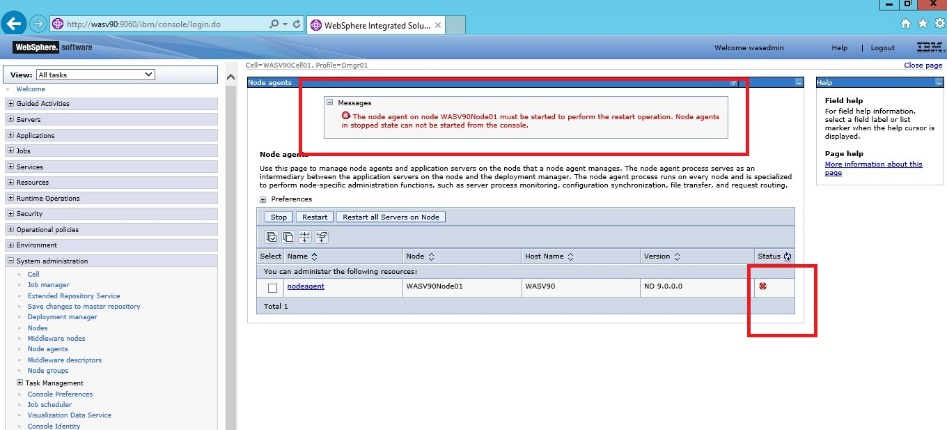 http://wasv90:9060/ibm/console/login.do
WebSphere Integrated Solu...
WebSphere. software
Welcome wasadmin
Help
Logout
IBM.
View: All tasks
Cell=WASV90Cell01, Profile=Dmgr01
Close page
Welcome
Guided Activities
Servers
Applications
Jobs
Services
Resources
Runtime Operations
Security
Operational policies
Environment
System administration
Cell
Job manager
Extended Repository Service
Save changes to master repository
Deployment manager
Nodes
Middleware nodes
Node agents
Middleware descriptors
Node groups
Task Management
Console Preferences
Job scheduler
Visualization Data Service
Console Identity
Node agents
Messages
The node agent on node WASV90Node01 must be started to perform the restart operation. Node agents
in stopped state can not be started from the console.
Node agents
Use this page to manage node agents and application servers on the node that a node agent manages. The node agent process serves as an
intermediary between the application servers on the node and the deployment manager. The node agent process runs on every node and is specialized
to perform node-specific administration functions, such as server process monitoring, configuration synchronization, file transfer, and request routing.
Preferences
Stop
Restart
Restart all Servers on Node
Select Name Node Host Name Version Status
You can administer the following resources:
nodeagent WASV90Node01 WASV90 ND 9.0.0.0
Total 1
Help
Field help
For field help information,
select a field label or list
marker when the help cursor is
displayed.
Page help
More information about this
page